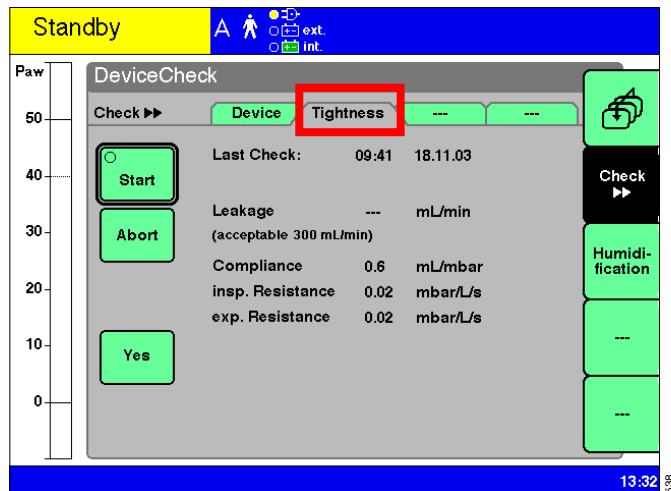 Standby
A ext.
int.
Paw
50
40
30
20
10
0
DeviceCheck
Check ▶▶ Device Tightness --- ---
Start
Abort
Yes
Last Check: 09:41 18.11.03
Leakage --- mL/min
(acceptable 300 mL/min)
Compliance 0.6 mL/mbar
insp. Resistance 0.02 mbar/L/s
exp. Resistance 0.02 mbar/L/s
Check
▶▶
Humidi-
fication
---
---
13:32